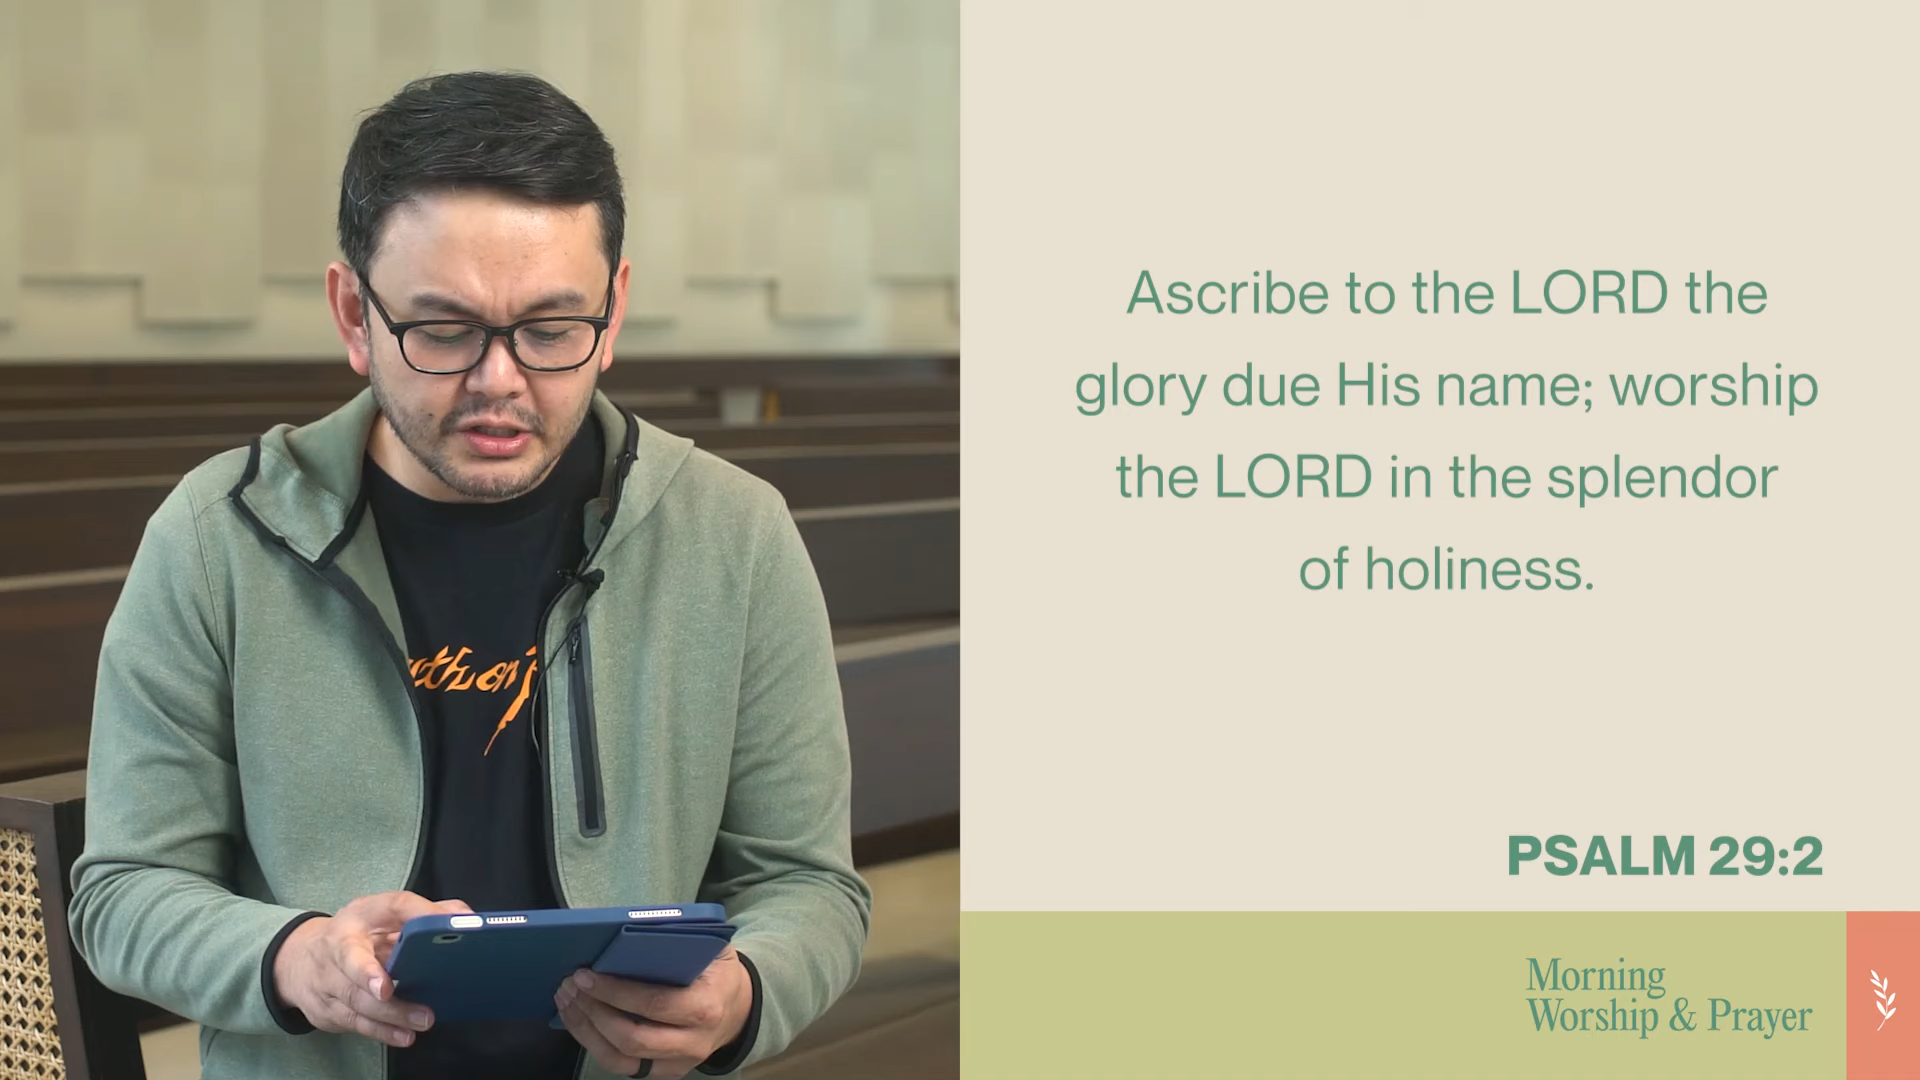 Ascribe to the LORD the
glory due His name; worship
the LORD in the splendor
of holiness.
PSALM 29:2
Morning
Worship & Prayer